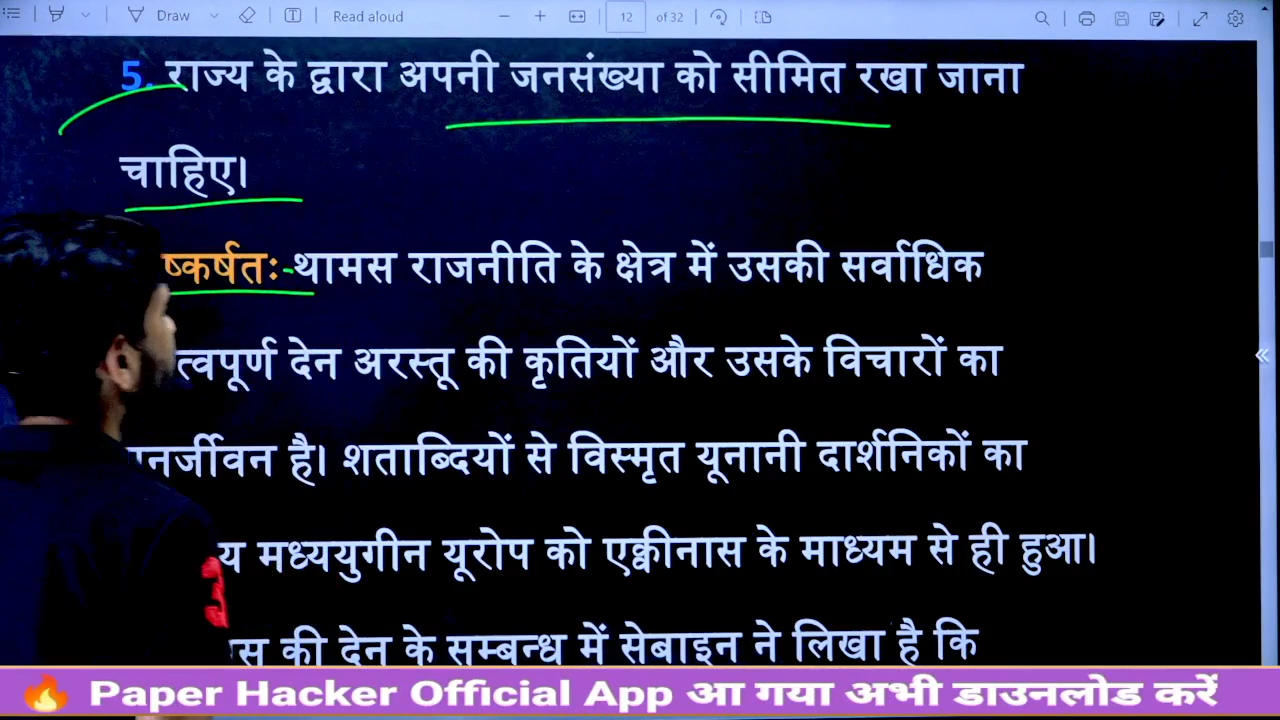 Draw
Read aloud
12 of 32
5. राज्य के द्वारा अपनी जनसंख्या को सीमित रखा जाना
चाहिए।
ष्कर्षतः थामस राजनीति के क्षेत्र में उसकी सर्वाधिक
त्वपूर्ण देन अरस्तू की कृतियों और उसके विचारों का
नर्जीवन है। शताब्दियों से विस्मृत यूनानी दार्शनिकों का
य मध्ययुगीन यूरोप को एक्वीनास के माध्यम से ही हुआ।
स की देन के सम्बन्ध में सेबाइन ने लिखा है कि
Paper Hacker Official App आ गया अभी डाउनलोड करें